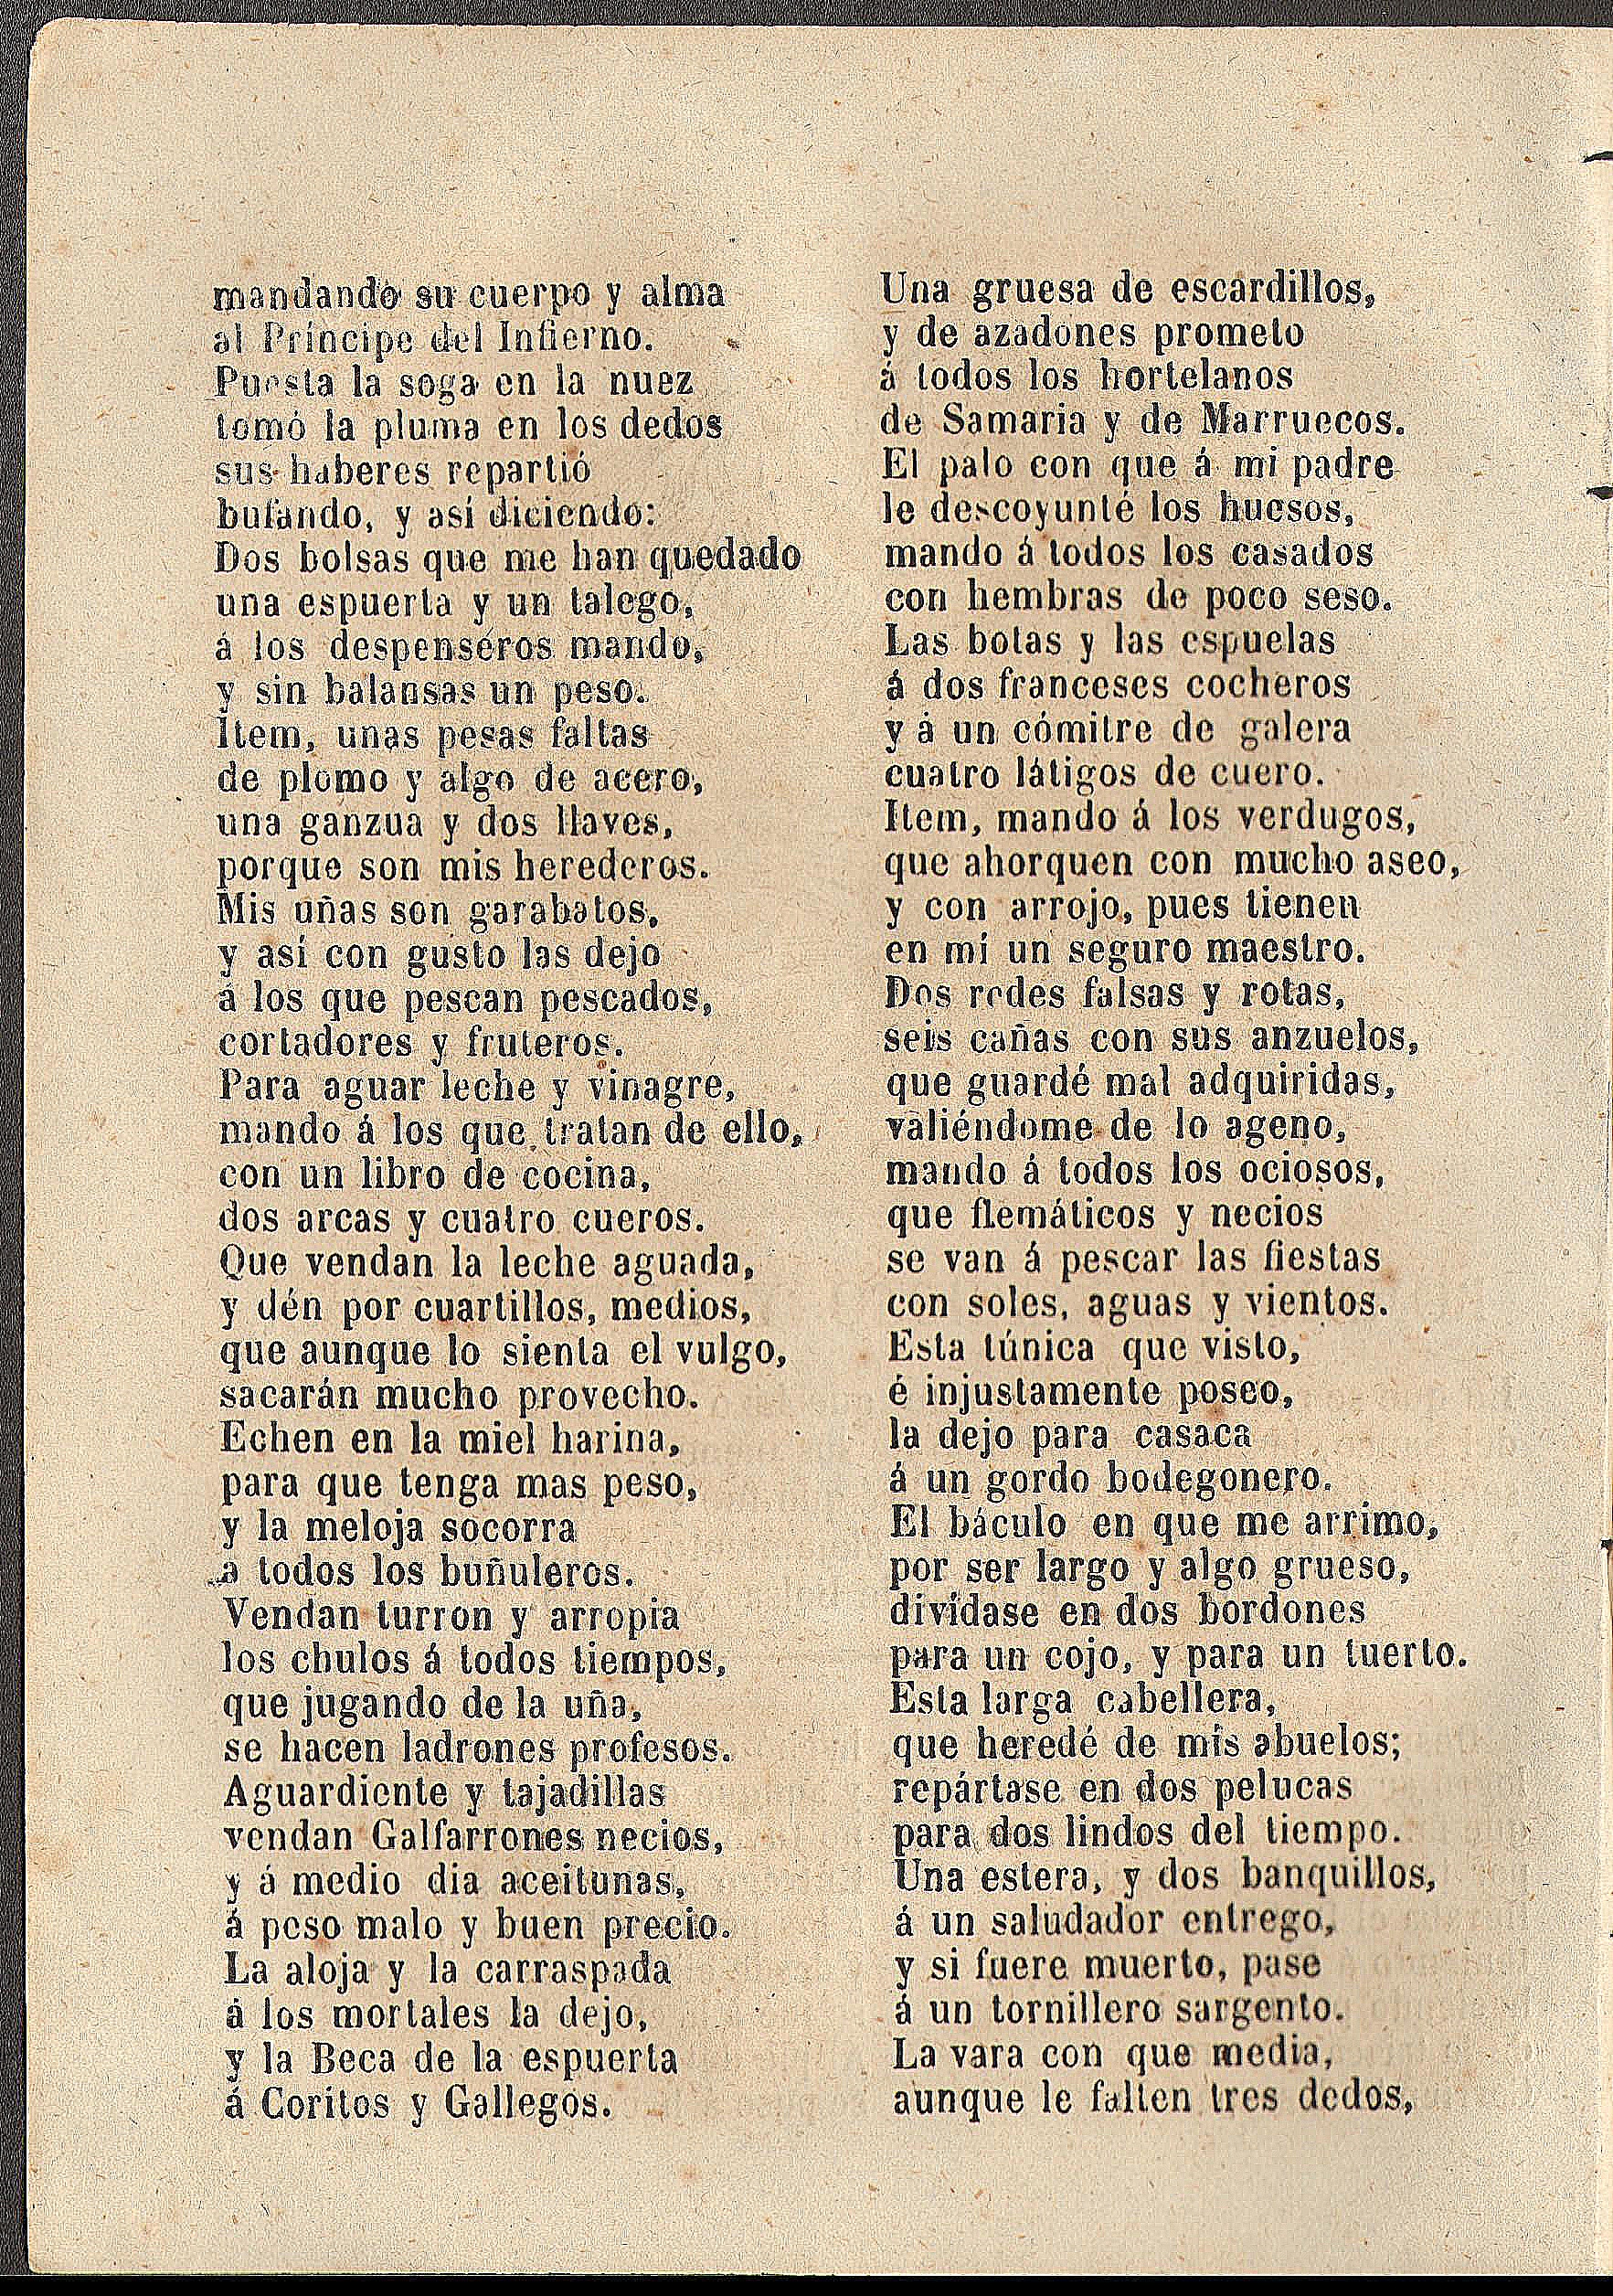 mandando su cuerpo y alma
al Príncipe del Infierno.
Puesta la soga en la nuez
tomó la pluma en los dedos
sus haberes repartió
bufando, y así diciendo:
Dos bolsas que me han quedado
una espuerta y un talego,
á los despenseros mando,
y sin balansas un peso.
Item, unas pesas faltas
de plomo y algo de acero,
una ganzua y dos llaves,
porque son mis herederos.
Mis uñas son garabatos,
y así con gusto las dejo
á los que pescan pescados,
cortadores y fruteros.
Para aguar leche y vinagre,
mando á los que tratan de ello,
con un libro de cocina,
dos arcas y cuatro cueros.
Que vendan la leche aguada,
y dén por cuartillos, medios,
que aunque lo sienta el vulgo,
sacarán mucho provecho.
Echen en la miel harina,
para que tenga mas peso,
y la meloja socorra
a todos los buñuleros.
Vendan turron y arropia
los chulos á todos tiempos,
que jugando de la uña,
se hacen ladrones profesos.
Aguardiente y tajadillas
vendan Galfarrones necios,
y á medio dia aceitunas,
á peso malo y buen precio.
La aloja y la carraspada
á los mortales la dejo,
y la Beca de la espuerta
á Coritos y Gallegos.
Una gruesa de escardillos,
y de azadones prometo
á todos los hortelanos
de Samaria y de Marruecos.
El palo con que á mi padre
le descoyunté los huesos,
mando á todos los casados
con hembras de poco seso.
Las botas y las espuelas
á dos franceses cocheros
y á un cómitre de galera
cuatro látigos de cuero.
Item, mando á los verdugos,
que ahorquen con mucho aseo,
y con arrojo, pues tienen
en mí un seguro maestro.
Dos redes falsas y rotas,
seis cañas con sus anzuelos,
que guardé mal adquiridas,
valiéndome de lo ageno,
mando á todos los ociosos,
que flemáticos y necios
se van á pescar las fiestas
con soles, aguas y vientos.
Esta túnica que visto,
é injustamente poseo,
la dejo para casaca
á un gordo bodegonero.
El báculo en que me arrimo,
por ser largo y algo grueso,
divídase en dos bordones
para un cojo, y para un tuerto.
Esta larga cabellera,
que heredé de mis abuelos;
repártase en dos pelucas
para dos lindos del tiempo.
Una estera, y dos banquillos,
á un saludador entrego,
y si fuere muerto, pase
á un tornillero sargento.
La vara con que media,
aunque le falten tres dedos,